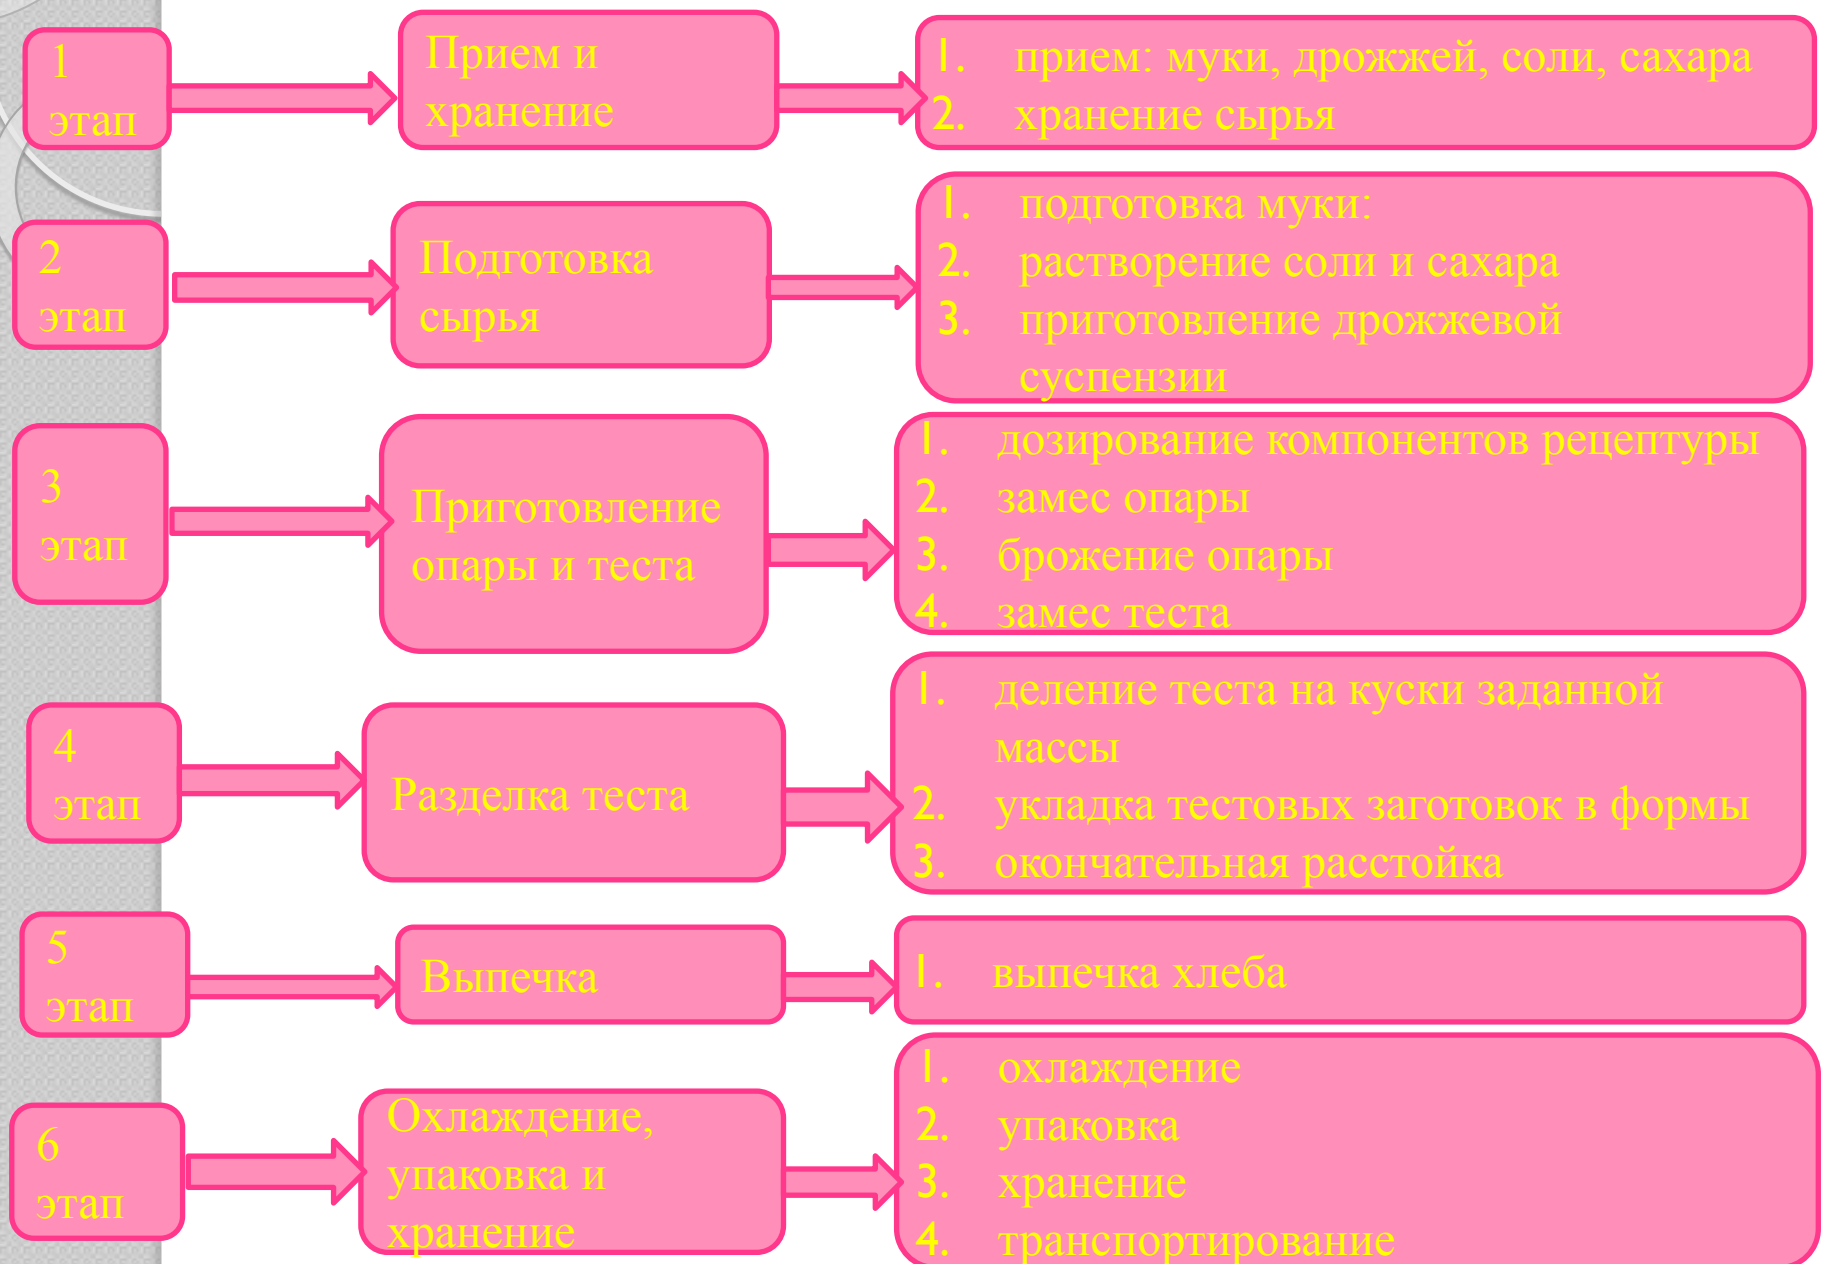 1
этап
Прием и
хранение
1. прием: муки, дрожжей, соли, сахара
2. хранение сырья
2
этап
Подготовка
сырья
1. подготовка муки:
2. растворение соли и сахара
3. приготовление дрожжевой
суспензии
3
этап
Приготовление
опары и теста
1. дозирование компонентов рецептуры
2. замес опары
3. брожение опары
4. замес теста
4
этап
Разделка теста
1. деление теста на куски заданной
массы
2. укладка тестовых заготовок в формы
3. окончательная расстойка
5
этап
Выпечка
1. выпечка хлеба
6
этап
Охлаждение,
упаковка и
хранение
1. охлаждение
2. упаковка
3. хранение
4. транспортирование